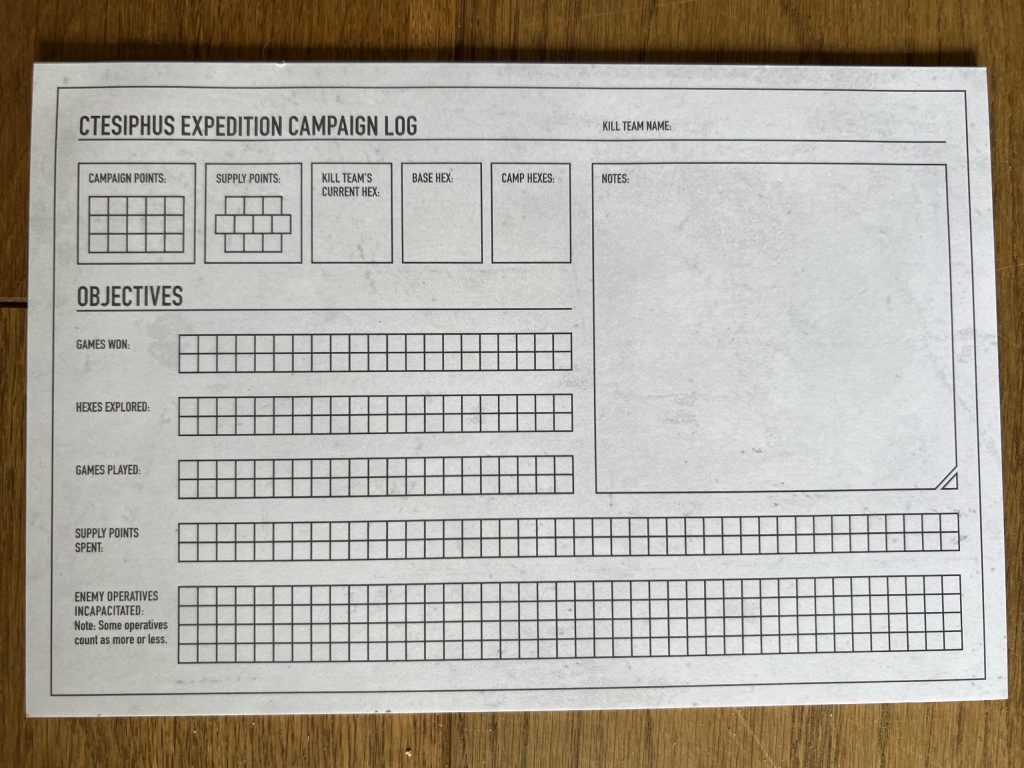 CTESIPHUS EXPEDITION CAMPAIGN LOG
KILL TEAM NAME:
CAMPAIGN POINTS:
SUPPLY POINTS:
KILL TEAM'S
CURRENT HEX:
BASE HEX:
CAMP HEXES:
NOTES:
OBJECTIVES
GAMES WON:
HEXES EXPLORED:
GAMES PLAYED:
SUPPLY POINTS
SPENT:
ENEMY OPERATIVES
INCAPACITATED:
Note: Some operatives
count as more or less.